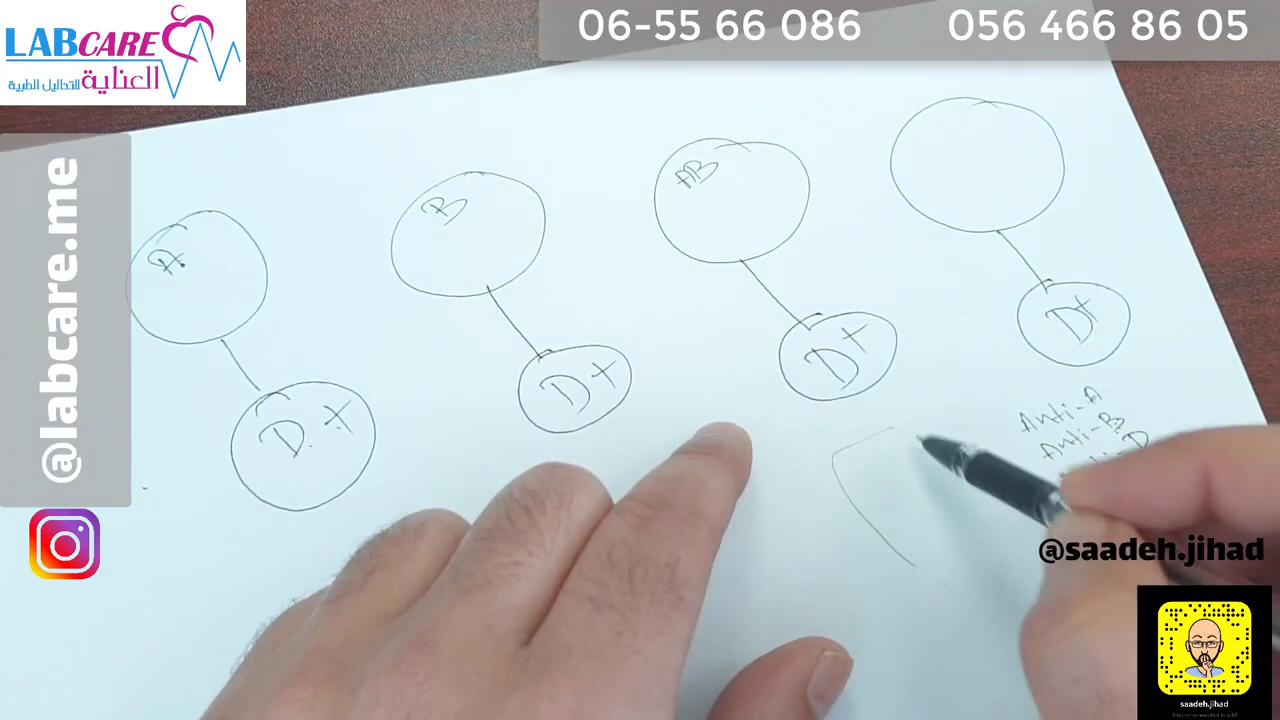 LABCARE
العناية للتحاليل الطبية
06-55 66 086
056 466 86 05
@labcare.me
A
B
AB
D. +
D +
D+
D+
Anti-A
Anti-B
D
@saadeh.jihad
saadeh.jihad